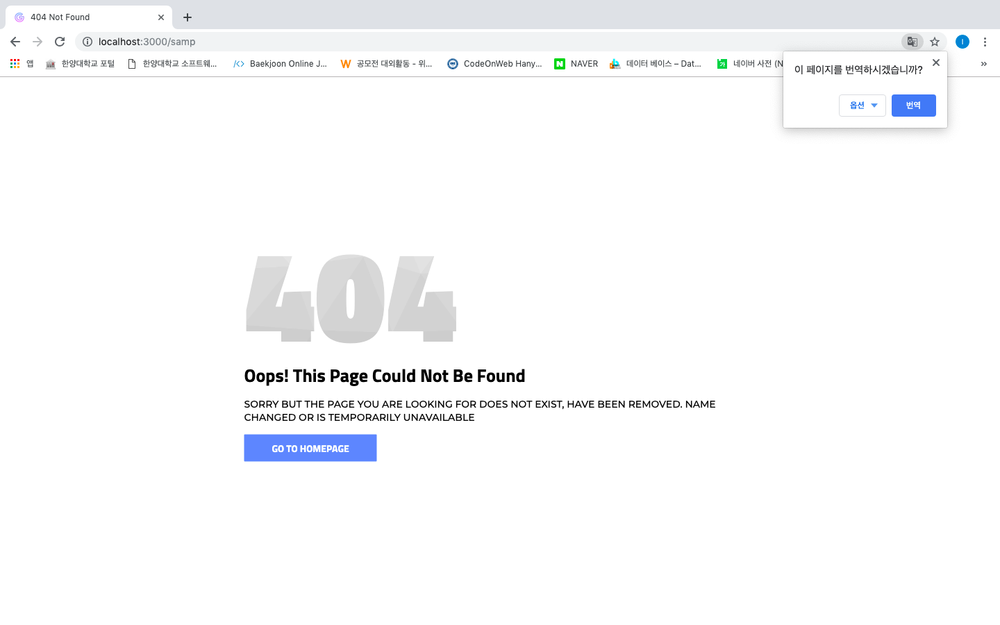 404 Not Found
localhost:3000/samp
I
앱
한양대학교 포털
한양대학교 소프트웨...
Baekjoon Online J...
공모전 대외활동 - 위...
CodeOnWeb Hany...
NAVER
데이터 베이스 – Dat...
네이버 사전 (N
»
이 페이지를 번역하시겠습니까?
옵션
번역
404
Oops! This Page Could Not Be Found
SORRY BUT THE PAGE YOU ARE LOOKING FOR DOES NOT EXIST, HAVE BEEN REMOVED. NAME
CHANGED OR IS TEMPORARILY UNAVAILABLE
GO TO HOMEPAGE